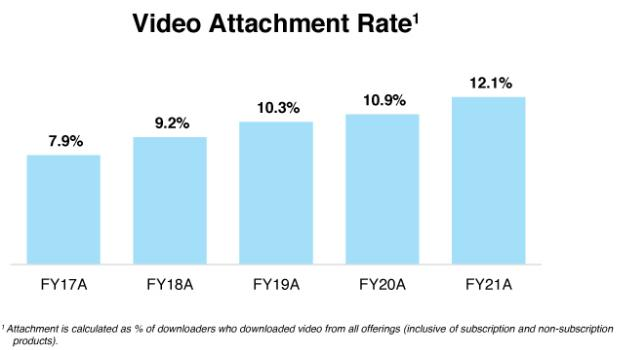 Video Attachment Rate¹
12.1%
10.9%
10.3%
9.2%
7.9%
FY17A FY18A FY19A FY20A FY21A
¹ Attachment is calculated as % of downloaders who downloaded video from all offerings (inclusive of subscription and non-subscription
products).